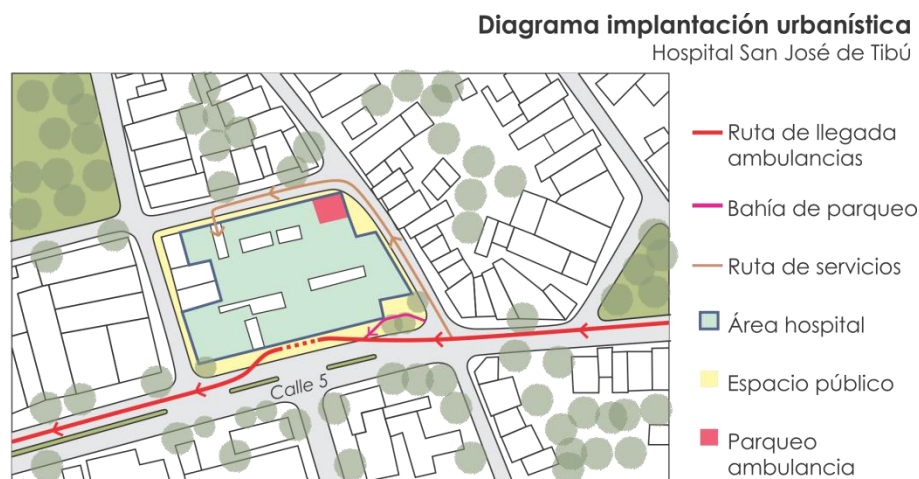 Diagrama implantación urbanística
Hospital San José de Tibú
Ruta de llegada
ambulancias
Bahía de parqueo
Ruta de servicios
Área hospital
Espacio público
Parqueo
ambulancia
Calle 5